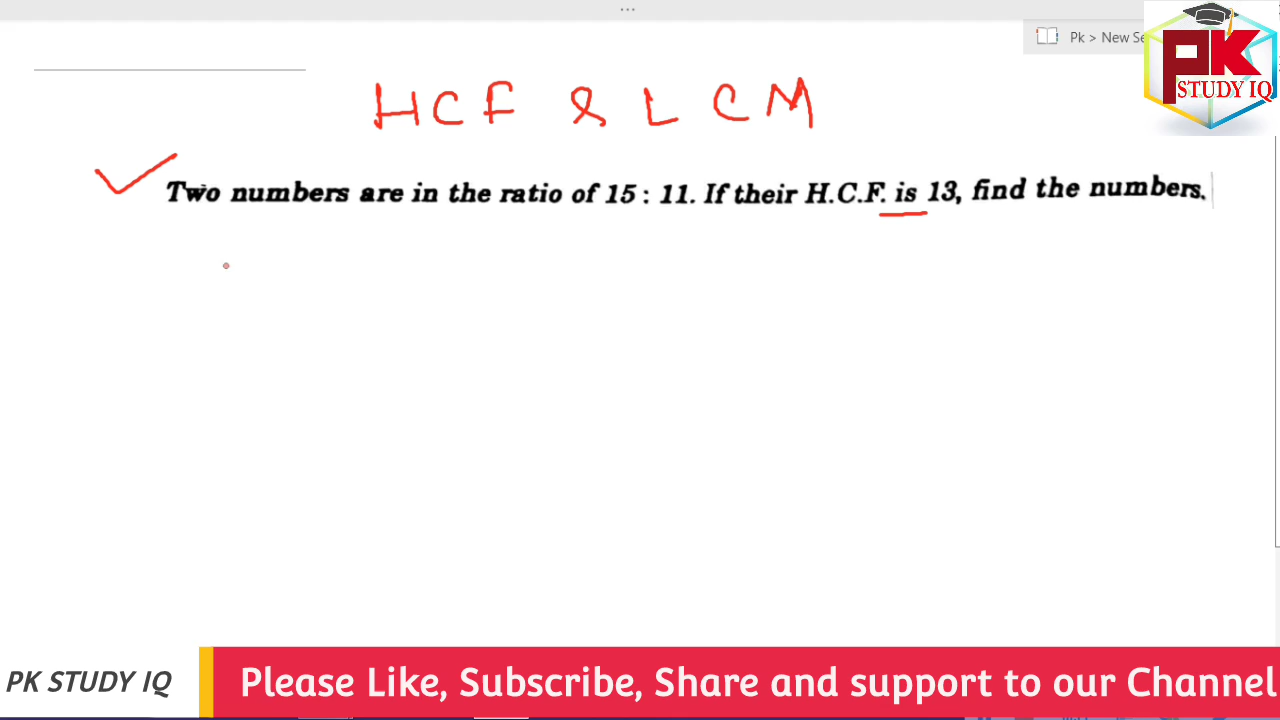 ...
Pk > New Se
PK
STUDY IQ
HCF & LCM
Two numbers are in the ratio of 15 : 11. If their H.C.F. is 13, find the numbers.
PK STUDY IQ
Please Like, Subscribe, Share and support to our Channel